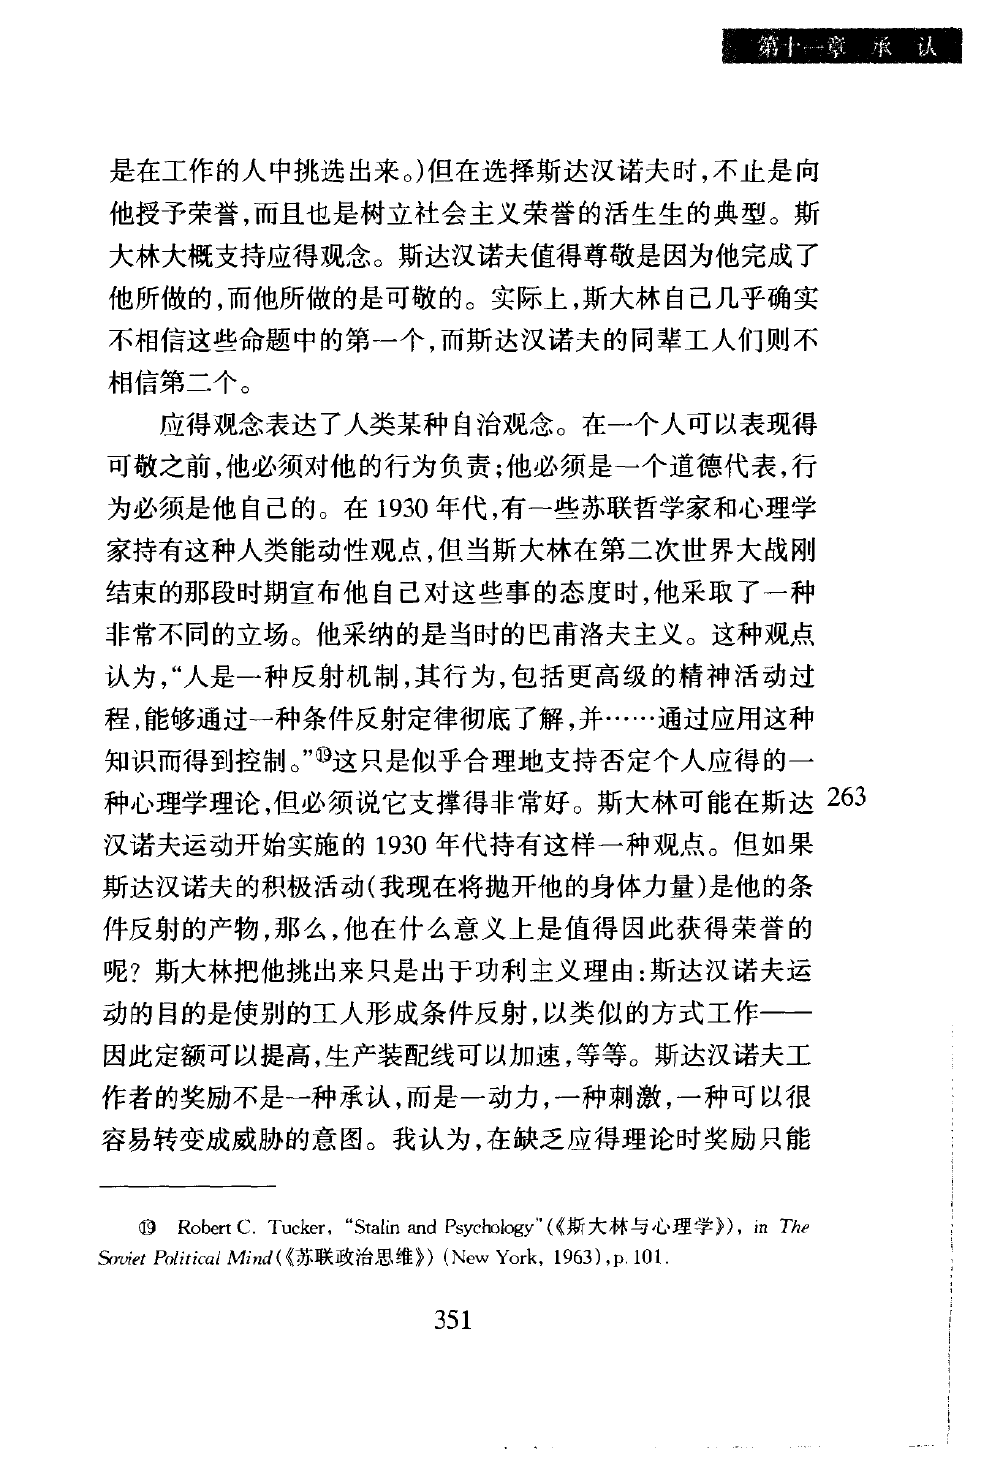 第十一章 承 认
是在工作的人中挑选出来。)但在选择斯达汉诺夫时,不止是向
他授予荣誉,而且也是树立社会主义荣誉的活生生的典型。斯
大林大概支持应得观念。斯达汉诺夫值得尊敬是因为他完成了
他所做的,而他所做的是可敬的。实际上,斯大林自己几乎确实
不相信这些命题中的第一个,而斯达汉诺夫的同辈工人们则不
相信第二个。
应得观念表达了人类某种自治观念。在一个人可以表现得
可敬之前,他必须对他的行为负责;他必须是一个道德代表,行
为必须是他自己的。在 1930 年代,有一些苏联哲学家和心理学
家持有这种人类能动性观点,但当斯大林在第二次世界大战刚
结束的那段时期宣布他自己对这些事的态度时,他采取了一种
非常不同的立场。他采纳的是当时的巴甫洛夫主义。这种观点
认为,“人是一种反射机制,其行为,包括更高级的精神活动过
程,能够通过一种条件反射定律彻底了解,并……通过应用这种
知识而得到控制。”⑲这只是似乎合理地支持否定个人应得的一
种心理学理论,但必须说它支撑得非常好。斯大林可能在斯达 263
汉诺夫运动开始实施的 1930 年代持有这样一种观点。但如果
斯达汉诺夫的积极活动(我现在将抛开他的身体力量)是他的条
件反射的产物,那么,他在什么意义上是值得因此获得荣誉的
呢? 斯大林把他挑出来只是出于功利主义理由:斯达汉诺夫运
动的目的是使别的工人形成条件反射,以类似的方式工作——
因此定额可以提高,生产装配线可以加速,等等。斯达汉诺夫工
作者的奖励不是一种承认,而是一动力,一种刺激,一种可以很
容易转变成威胁的意图。我认为,在缺乏应得理论时奖励只能
⑲ Robert C. Tucker, “Stalin and Psychology”(《斯大林与心理学》), in The
Soviet Political Mind(《苏联政治思维》) (New York, 1963),p. 101.
351